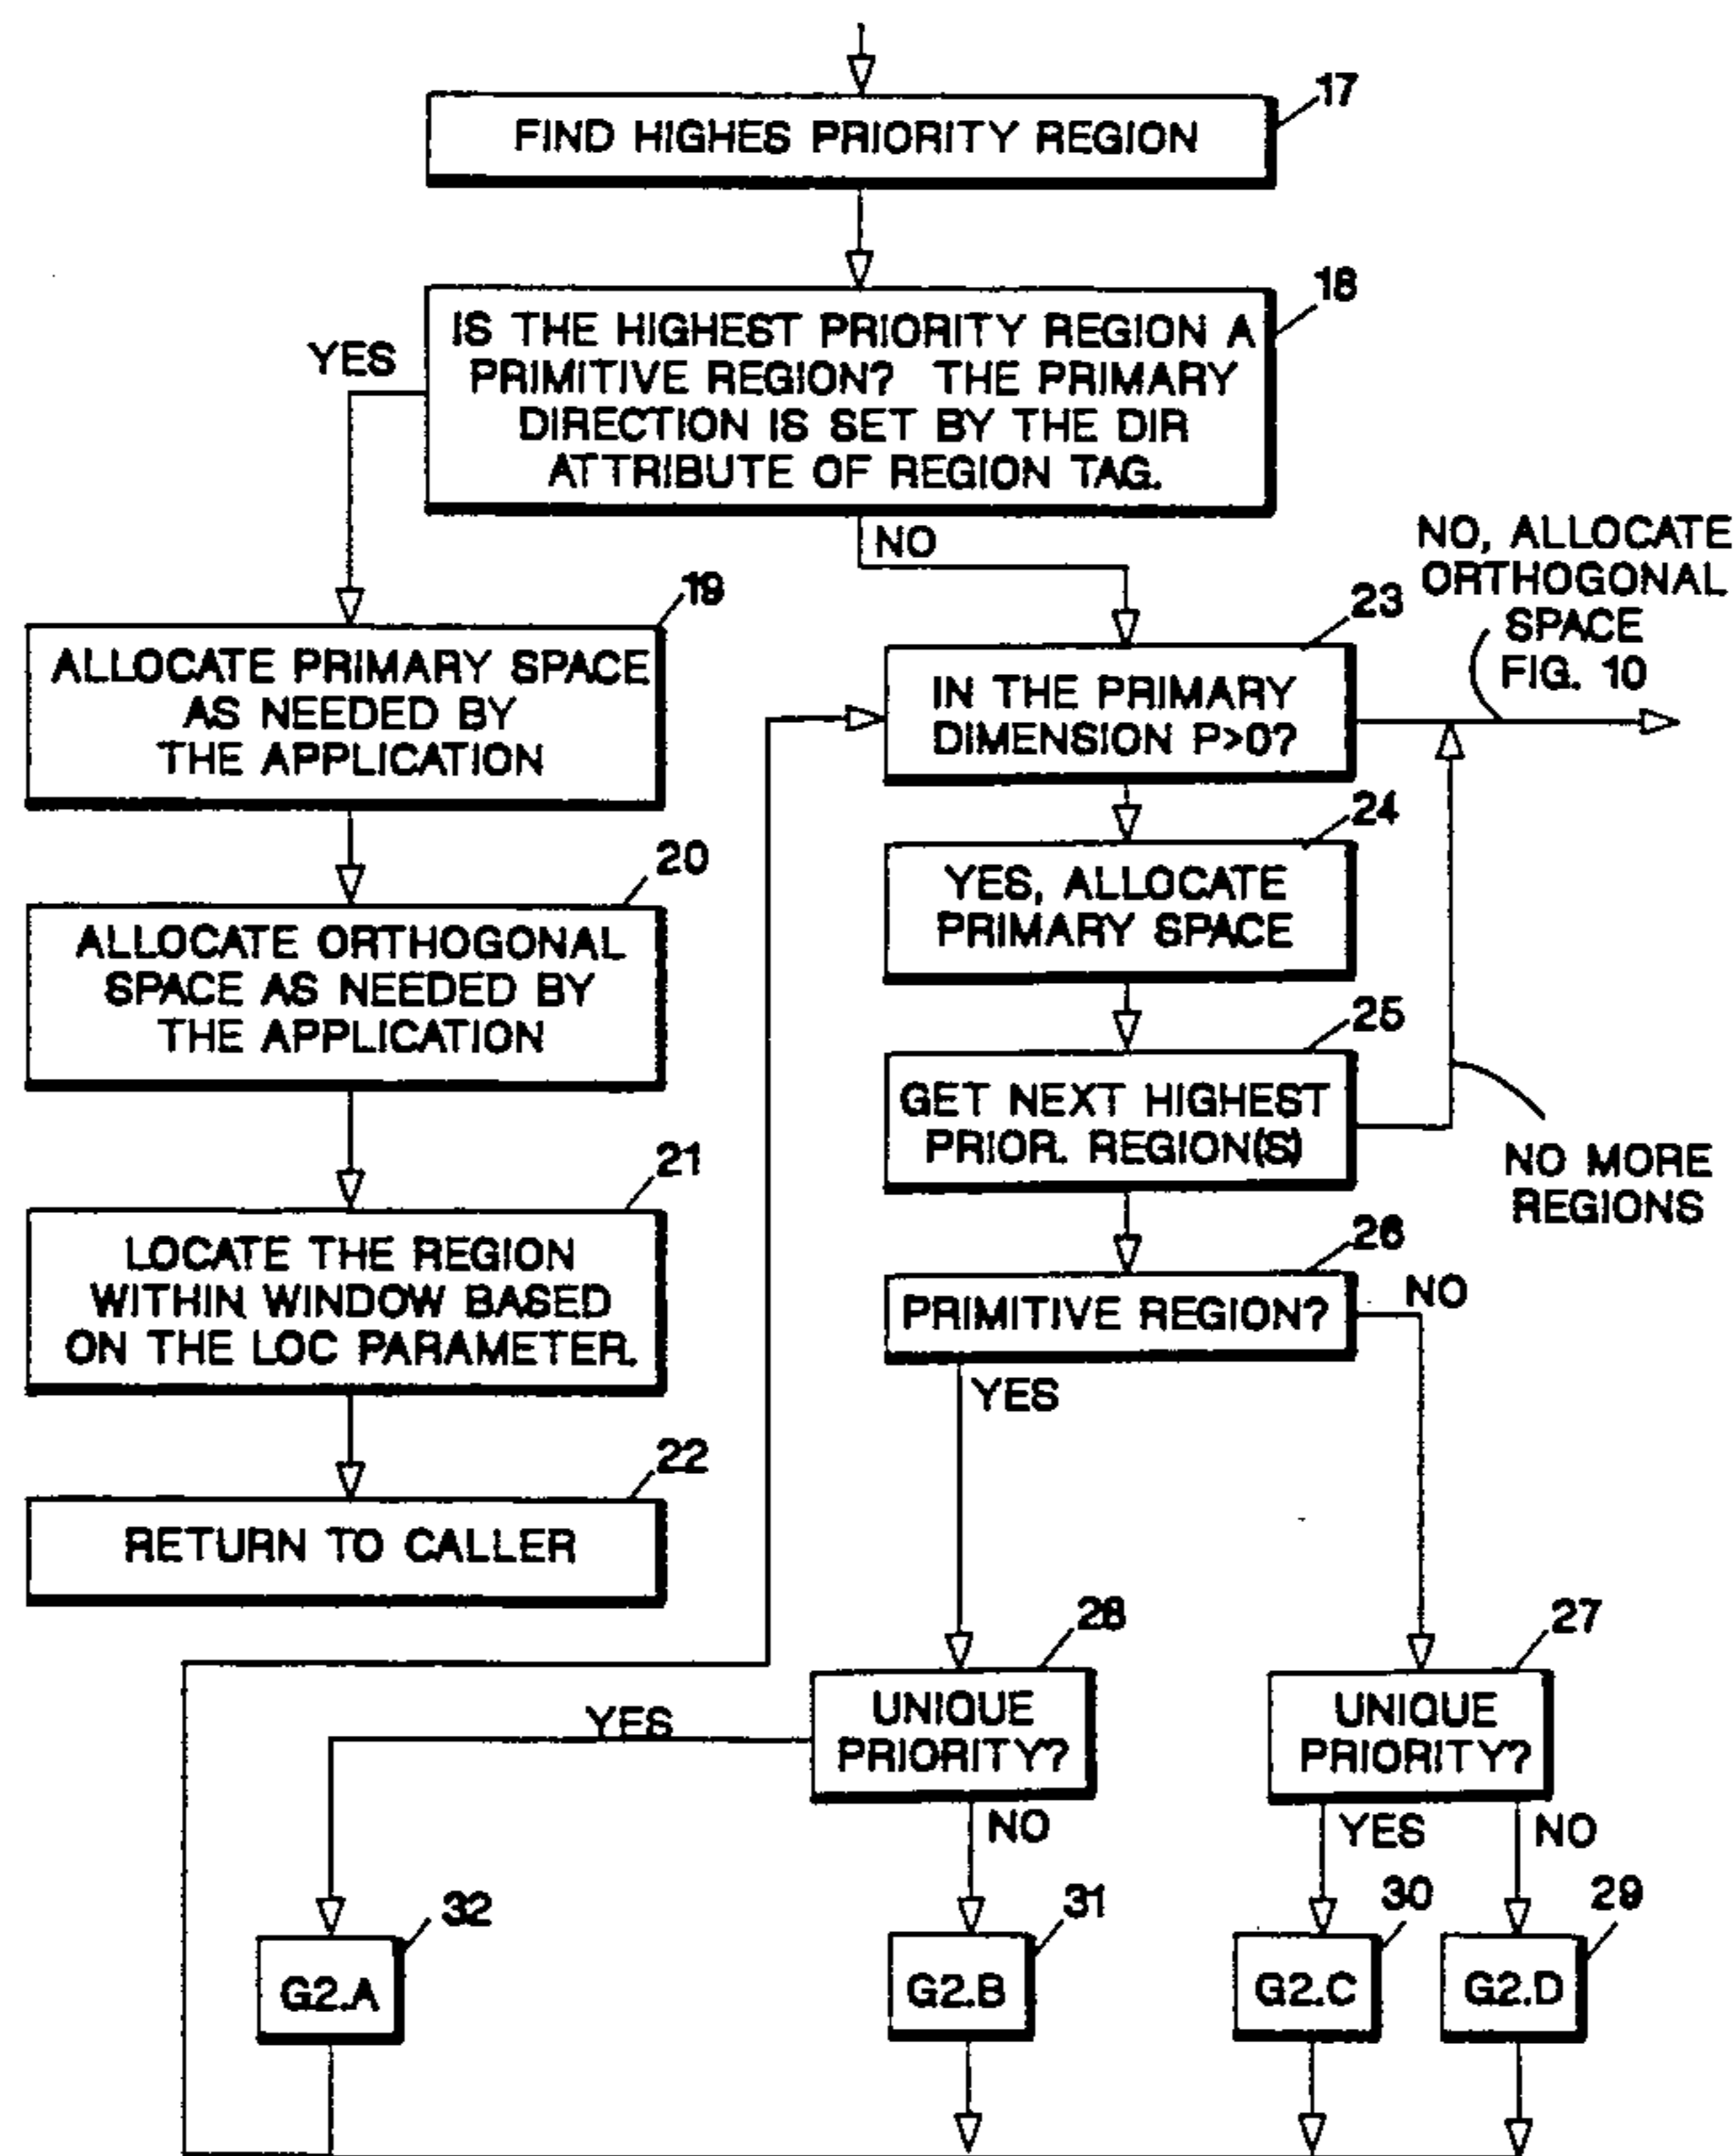 17
FIND HIGHES PRIORITY REGION
18
IS THE HIGHEST PRIORITY REGION A
PRIMITIVE REGION? THE PRIMARY
DIRECTION IS SET BY THE DIR
ATTRIBUTE OF REGION TAG.
YES
NO
19
ALLOCATE PRIMARY SPACE
AS NEEDED BY
THE APPLICATION
20
ALLOCATE ORTHOGONAL
SPACE AS NEEDED BY
THE APPLICATION
21
LOCATE THE REGION
WITHIN WINDOW BASED
ON THE LOC PARAMETER.
22
RETURN TO CALLER
23
IN THE PRIMARY
DIMENSION P>0?
NO, ALLOCATE
ORTHOGONAL
SPACE
FIG. 10
24
YES, ALLOCATE
PRIMARY SPACE
25
GET NEXT HIGHEST
PRIOR. REGION(S)
NO MORE
REGIONS
26
PRIMITIVE REGION?
NO
YES
28
UNIQUE
PRIORITY?
YES
NO
27
UNIQUE
PRIORITY?
YES
NO
32
G2.A
31
G2.B
30
G2.C
29
G2.D